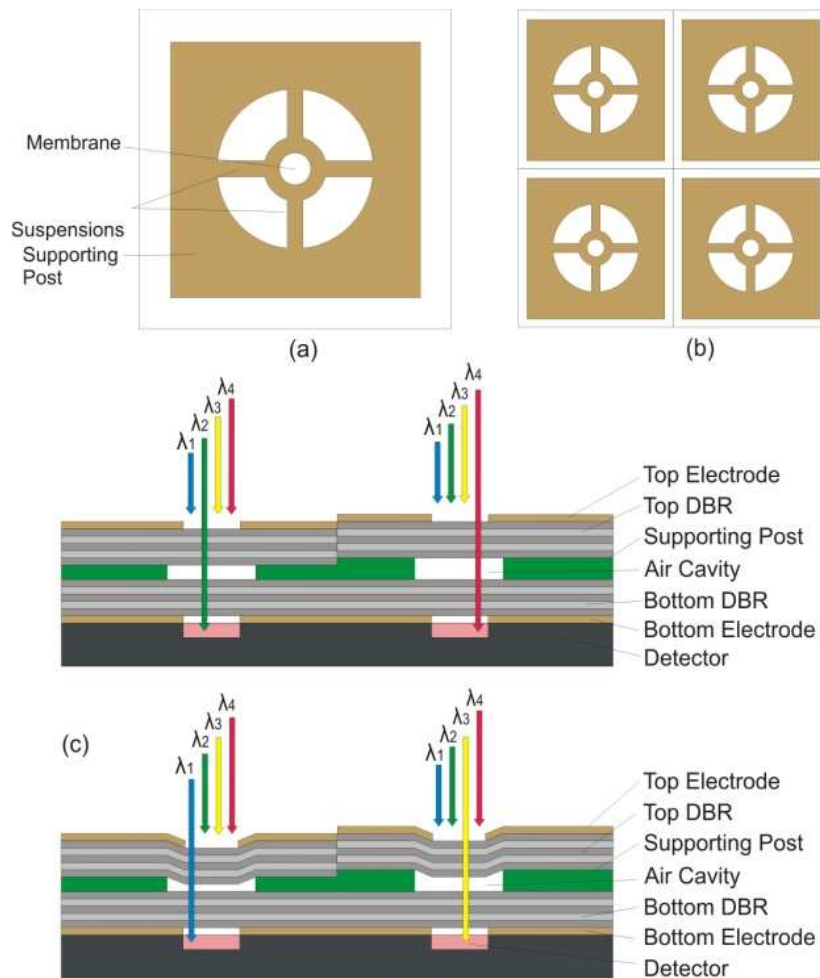 Membrane
Suspensions
Supporting
Post
(a)
(b)
λ1
λ2
λ3
λ4
λ1
λ2
λ3
λ4
Top Electrode
Top DBR
Supporting Post
Air Cavity
Bottom DBR
Bottom Electrode
Detector
(c)
λ1
λ2
λ3
λ4
λ1
λ2
λ3
λ4
Top Electrode
Top DBR
Supporting Post
Air Cavity
Bottom DBR
Bottom Electrode
Detector